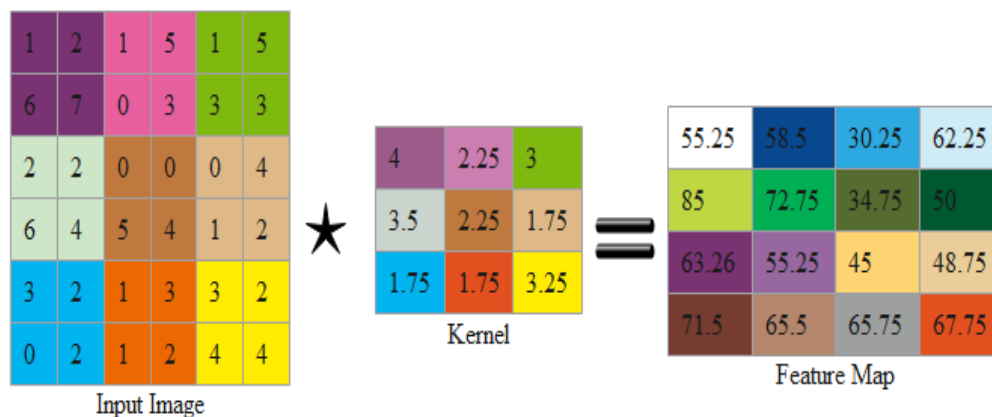 1 2 1 5 1 5
6 7 0 3 3 3
2 2 0 0 0 4
6 4 5 4 1 2
3 2 1 3 3 2
0 2 1 2 4 4
Input Image
4 2.25 3
3.5 2.25 1.75
1.75 1.75 3.25
Kernel
55.25 58.5 30.25 62.25
85 72.75 34.75 50
63.26 55.25 45 48.75
71.5 65.5 65.75 67.75
Feature Map